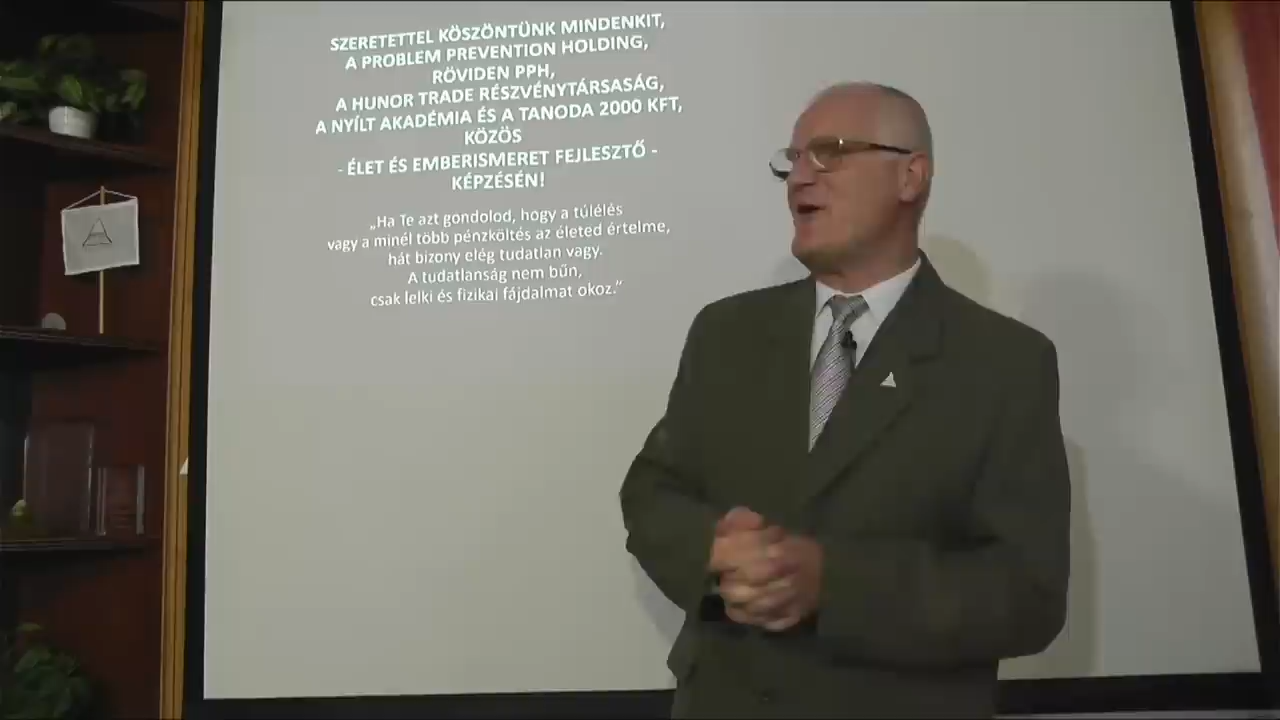 SZERETETTEL KÖSZÖNTÜNK MINDENKIT,
A PROBLEM PREVENTION HOLDING,
RÖVIDEN PPH,
A HUNOR TRADE RÉSZVÉNYTÁRSASÁG,
A NYÍLT AKADÉMIA ÉS A TANODA 2000 KFT,
KÖZÖS
- ÉLET ÉS EMBERISMERET FEJLESZTŐ -
KÉPZÉSÉN!
„Ha Te azt gondolod, hogy a túlélés
vagy a minél több pénzköltés az életed értelme,
hát bizony elég tudatlan vagy.
A tudatlanság nem bűn,
csak lelki és fizikai fájdalmat okoz.”